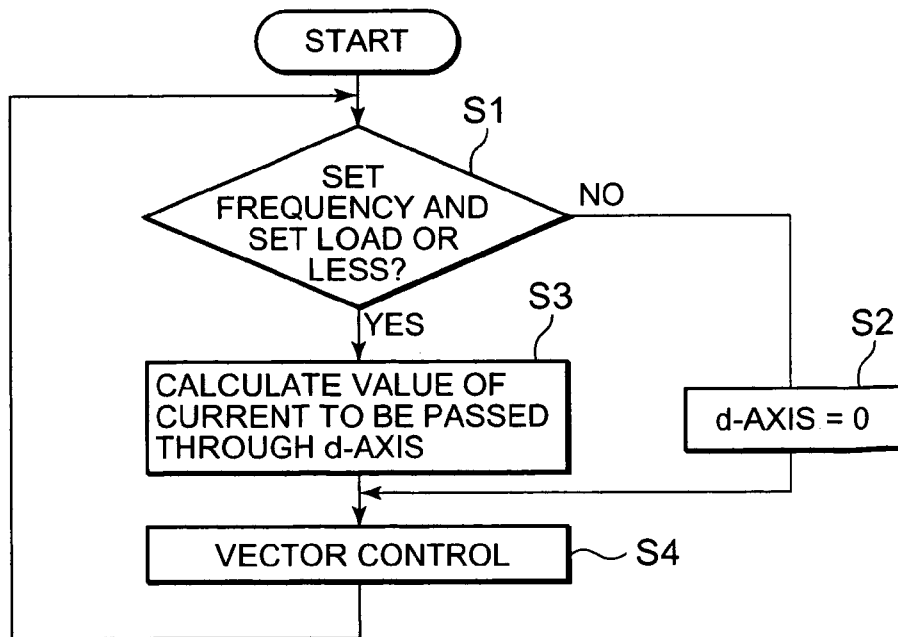 START
S1
SET
FREQUENCY AND
SET LOAD OR
LESS?
NO
YES
S3
S2
CALCULATE VALUE OF
CURRENT TO BE PASSED
THROUGH d-AXIS
d-AXIS = 0
VECTOR CONTROL
S4